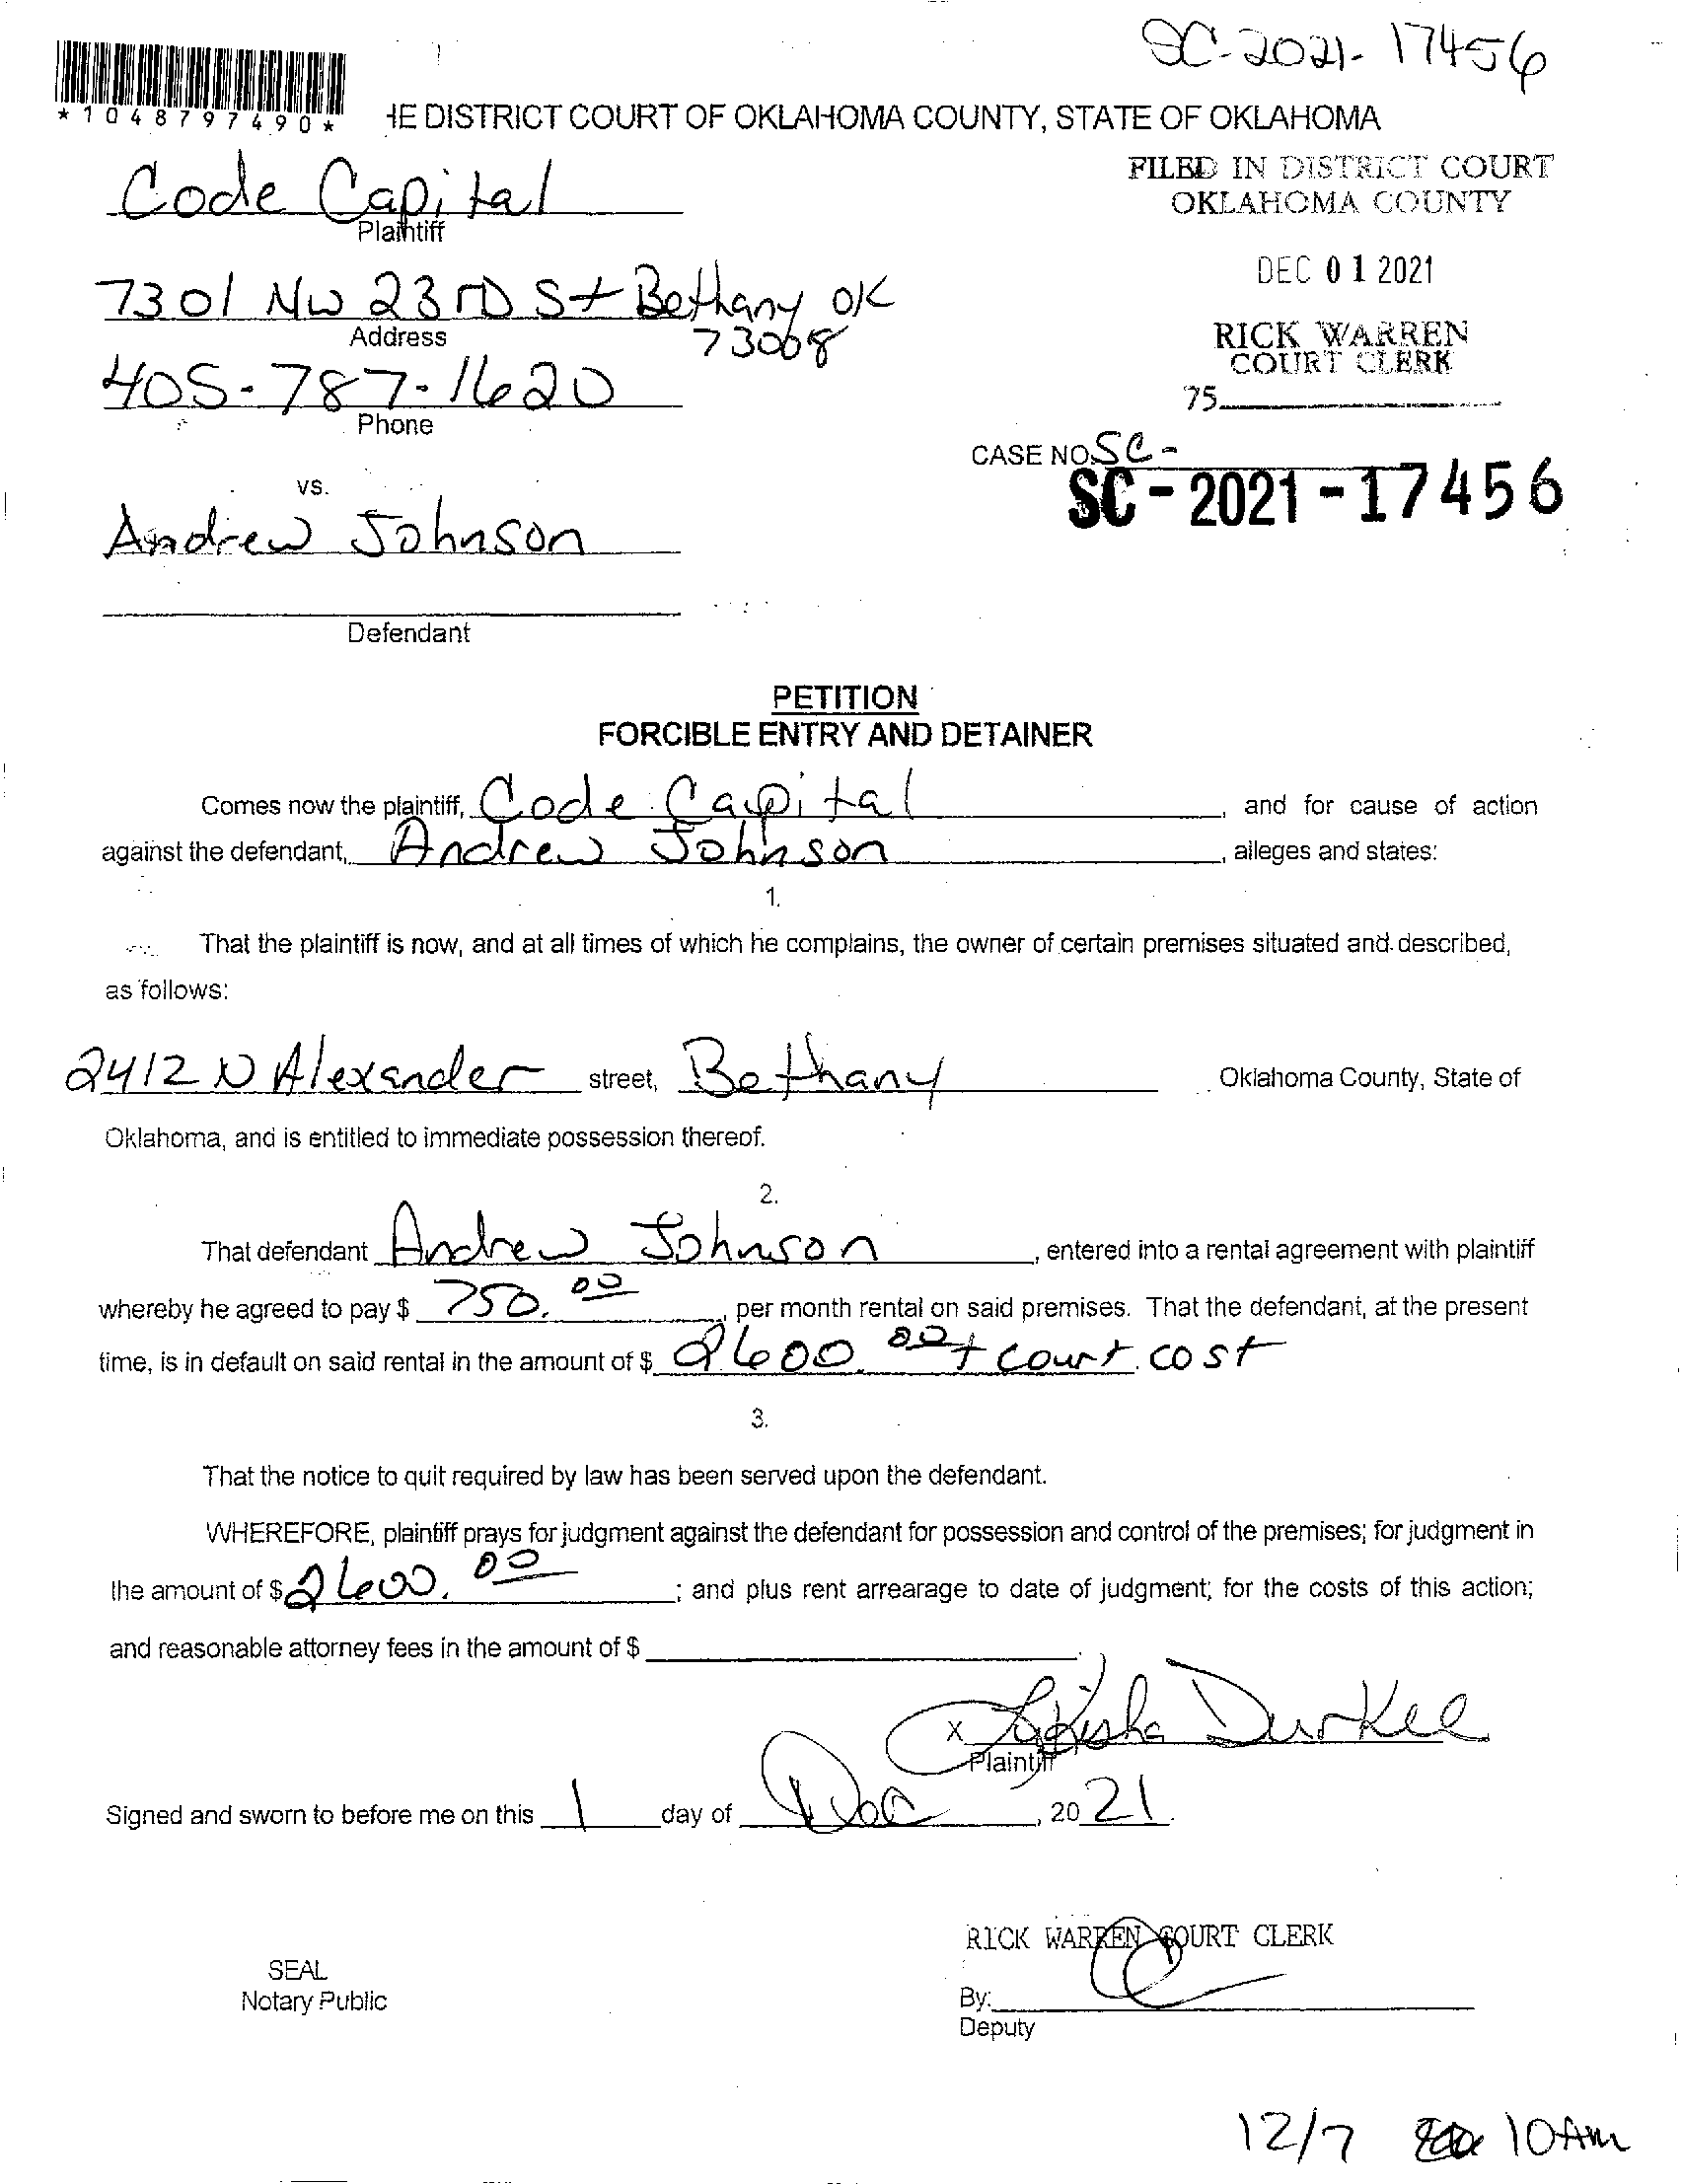 SC-2021-17456
*1048797490*
HE DISTRICT COURT OF OKLAHOMA COUNTY, STATE OF OKLAHOMA
Code Capital
Plaintiff
FILED IN DISTRICT COURT
OKLAHOMA COUNTY
DEC 01 2021
RICK WARREN
COURT CLERK
75
7301 NW 23RD St Bethany OK
73008
Address
405-787-1620
Phone
CASE NO. SC-
SC-2021-17456
vs.
Andrew Johnson
Defendant
PETITION
FORCIBLE ENTRY AND DETAINER
Comes now the plaintiff, Code Capital, and for cause of action
against the defendant, Andrew Johnson, alleges and states:
1.
That the plaintiff is now, and at all times of which he complains, the owner of certain premises situated and described,
as follows:
2412 N Alexander street, Bethany Oklahoma County, State of
Oklahoma, and is entitled to immediate possession thereof.
2.
That defendant Andrew Johnson, entered into a rental agreement with plaintiff
whereby he agreed to pay $ 750.00, per month rental on said premises. That the defendant, at the present
time, is in default on said rental in the amount of $ 2600.00 + court cost
3.
That the notice to quit required by law has been served upon the defendant.
WHEREFORE, plaintiff prays for judgment against the defendant for possession and control of the premises; for judgment in
the amount of $ 2600.00; and plus rent arrearage to date of judgment; for the costs of this action;
and reasonable attorney fees in the amount of $
X Durkee
Plaintiff
Signed and sworn to before me on this 1 day of Dec, 20 21.
RICK WARREN COURT CLERK
SEAL
Notary Public
By:
Deputy
12/7 10 Am